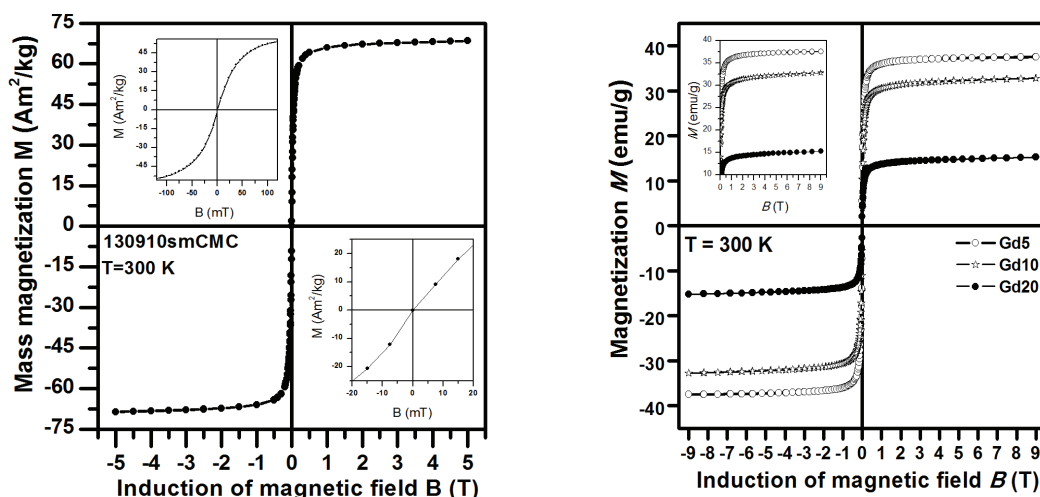 Mass magnetization M (Am²/kg)
75
60
45
30
15
0
-15
-30
-45
-60
-75
M (Am²/kg)
45
30
15
0
-15
-30
-45
-100 -50 0 50 100
B (mT)
130910smCMC
T=300 K
M (Am²/kg)
20
10
0
-10
-20
-20 -10 0 10 20
B (mT)
-5 -4 -3 -2 -1 0 1 2 3 4 5
Induction of magnetic field B (T)
Magnetization M (emu/g)
40
30
20
10
0
-10
-20
-30
-40
M (emu/g)
40
35
30
25
20
15
10
0 1 2 3 4 5 6 7 8 9
B (T)
T = 300 K
Gd5
Gd10
Gd20
-9 -8 -7 -6 -5 -4 -3 -2 -1 0 1 2 3 4 5 6 7 8 9
Induction of magnetic field B (T)